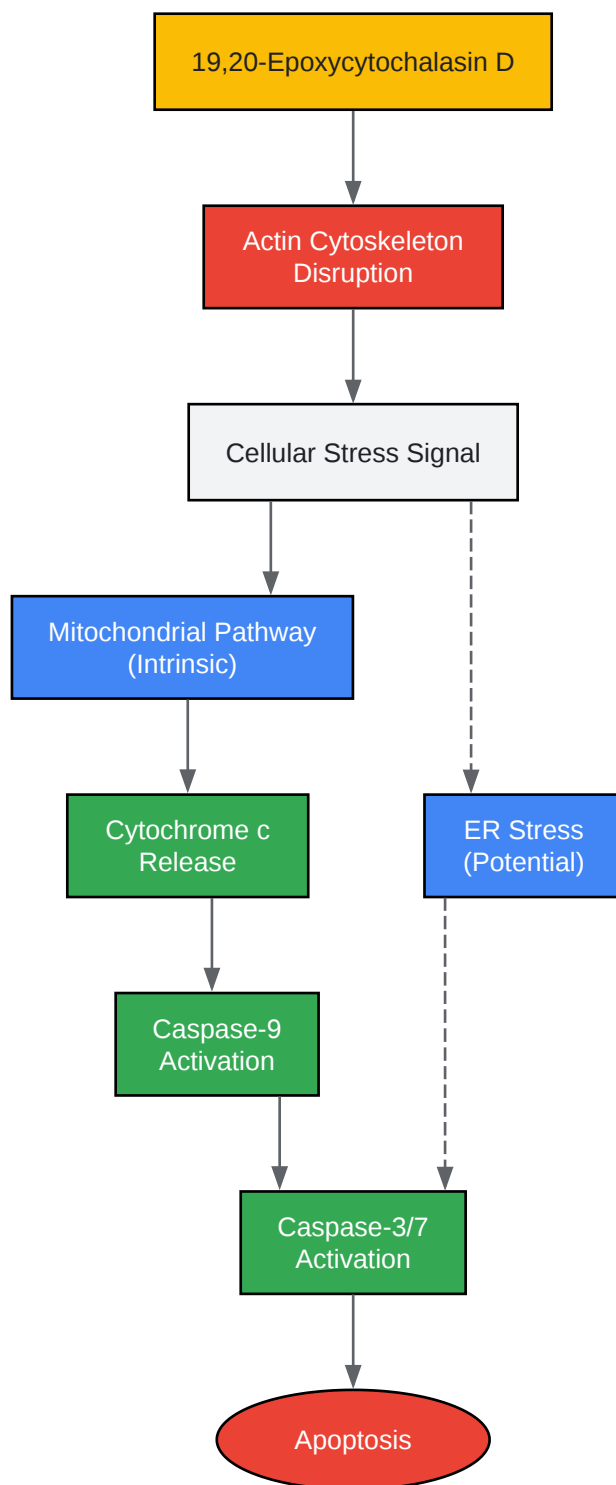 19,20-Epoxycytochalasin D
Actin Cytoskeleton
Disruption
Cellular Stress Signal
Mitochondrial Pathway
(Intrinsic)
Cytochrome c
Release
ER Stress
(Potential)
Caspase-9
Activation
Caspase-3/7
Activation
Apoptosis